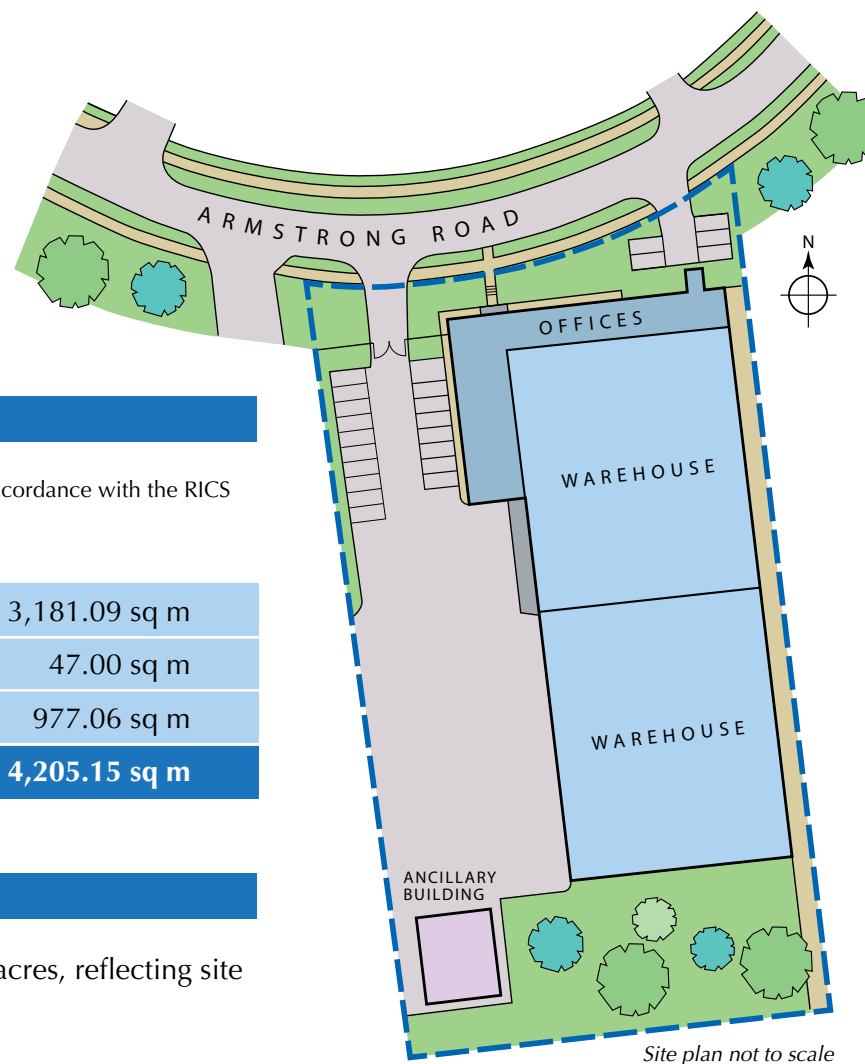 ARMSTRONG ROAD
N
OFFICES
WAREHOUSE
WAREHOUSE
ANCILLARY
BUILDING
Site plan not to scale
cordance with the RICS
3,181.09 sq m
47.00 sq m
977.06 sq m
4,205.15 sq m
acres, reflecting site